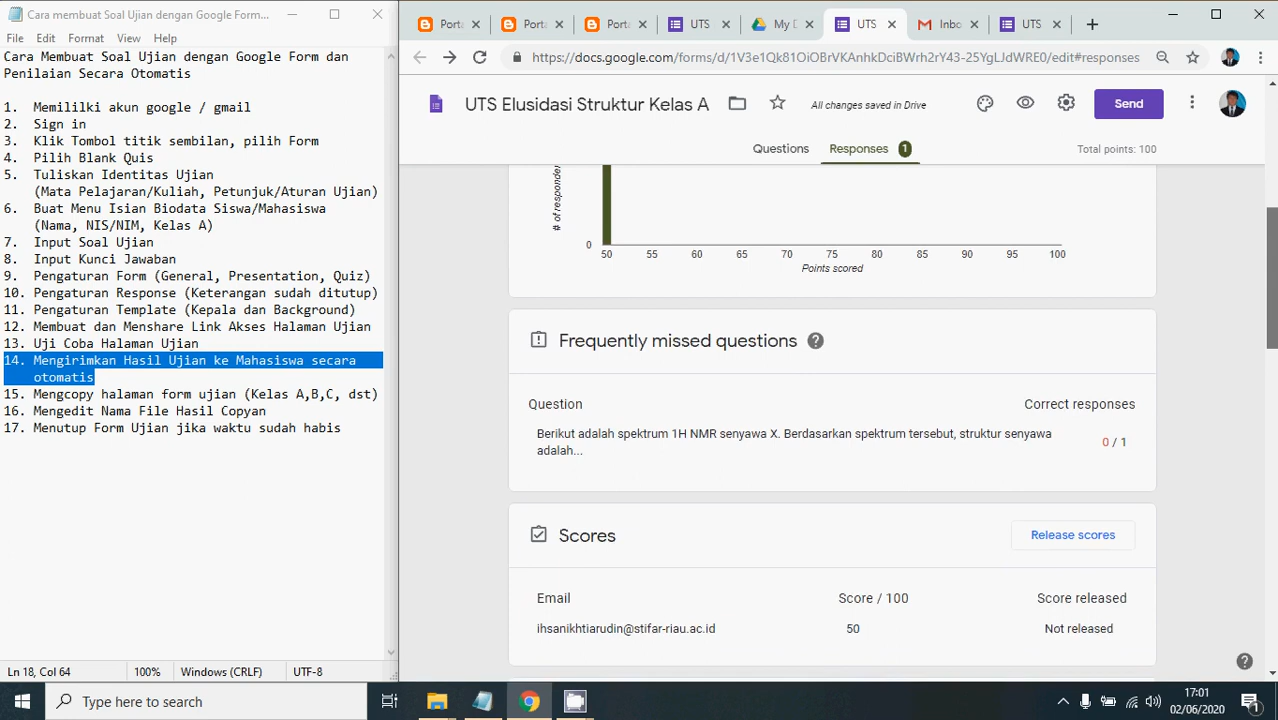 Cara membuat Soal Ujian dengan Google Form...
File Edit Format View Help
Cara Membuat Soal Ujian dengan Google Form dan
Penilaian Secara Otomatis
1. Memililki akun google / gmail
2. Sign in
3. Klik Tombol titik sembilan, pilih Form
4. Pilih Blank Quis
5. Tuliskan Identitas Ujian
(Mata Pelajaran/Kuliah, Petunjuk/Aturan Ujian)
6. Buat Menu Isian Biodata Siswa/Mahasiswa
(Nama, NIS/NIM, Kelas A)
7. Input Soal Ujian
8. Input Kunci Jawaban
9. Pengaturan Form (General, Presentation, Quiz)
10. Pengaturan Response (Keterangan sudah ditutup)
11. Pengaturan Template (Kepala dan Background)
12. Membuat dan Menshare Link Akses Halaman Ujian
13. Uji Coba Halaman Ujian
14. Mengirimkan Hasil Ujian ke Mahasiswa secara
otomatis
15. Mengcopy halaman form ujian (Kelas A,B,C, dst)
16. Mengedit Nama File Hasil Copyan
17. Menutup Form Ujian jika waktu sudah habis
Ln 18, Col 64 100% Windows (CRLF) UTF-8
Porta Porta Porta UTS My D UTS Inbo UTS
https://docs.google.com/forms/d/1V3e1Qk81OiOBrVKAnhkDciBWrh2rY43-25YgLJdWRE0/edit#responses
UTS Elusidasi Struktur Kelas A All changes saved in Drive Send
Questions Responses 1 Total points: 100
# of responder
0
50 55 60 65 70 75 80 85 90 95 100
Points scored
Frequently missed questions
Question Correct responses
Berikut adalah spektrum 1H NMR senyawa X. Berdasarkan spektrum tersebut, struktur senyawa
adalah...
0 / 1
Scores Release scores
Email Score / 100 Score released
ihsanikhtiarudin@stifar-riau.ac.id 50 Not released
Type here to search
17:01
02/06/2020
1